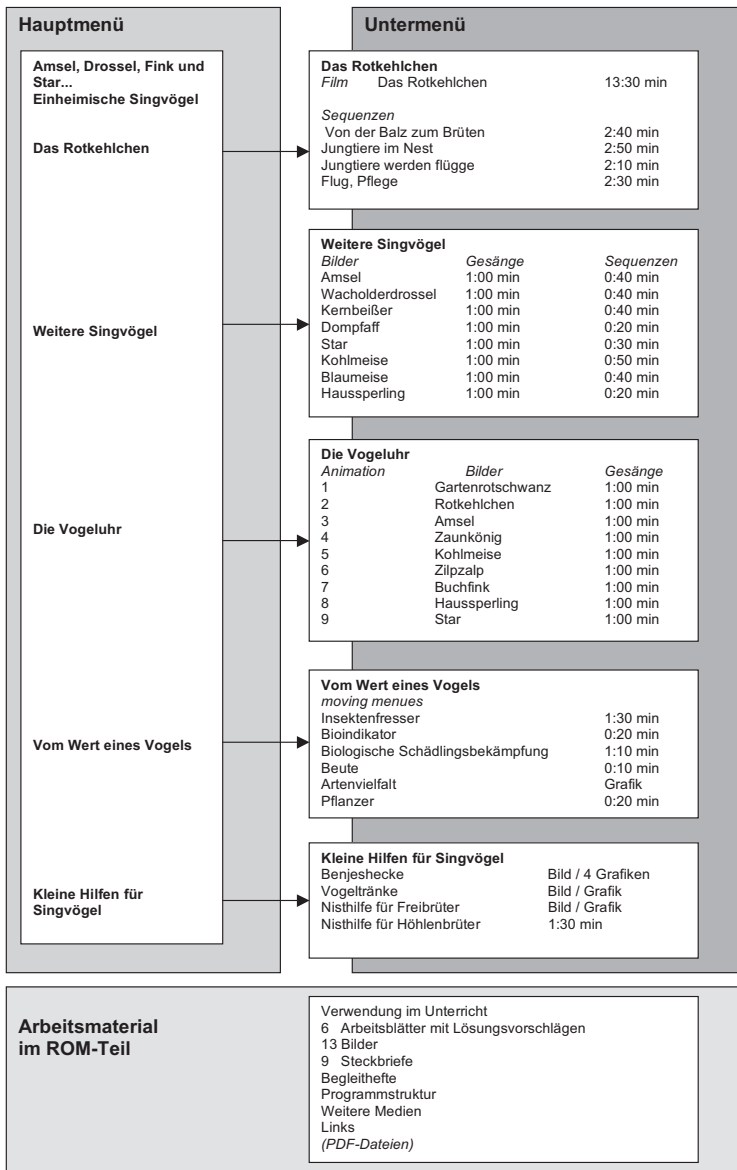 Hauptmenü
Untermenü
Amsel, Drossel, Fink und
Star...
Einheimische Singvögel
Das Rotkehlchen
Weitere Singvögel
Die Vogeluhr
Vom Wert eines Vogels
Kleine Hilfen für
Singvögel
Das Rotkehlchen
Film Das Rotkehlchen 13:30 min
Sequenzen
Von der Balz zum Brüten 2:40 min
Jungtiere im Nest 2:50 min
Jungtiere werden flügge 2:10 min
Flug, Pflege 2:30 min
Weitere Singvögel
Bilder Gesänge Sequenzen
Amsel 1:00 min 0:40 min
Wacholderdrossel 1:00 min 0:40 min
Kernbeißer 1:00 min 0:40 min
Dompfaff 1:00 min 0:20 min
Star 1:00 min 0:30 min
Kohlmeise 1:00 min 0:50 min
Blaumeise 1:00 min 0:40 min
Haussperling 1:00 min 0:20 min
Die Vogeluhr
Animation Bilder Gesänge
1 Gartenrotschwanz 1:00 min
2 Rotkehlchen 1:00 min
3 Amsel 1:00 min
4 Zaunkönig 1:00 min
5 Kohlmeise 1:00 min
6 Zilpzalp 1:00 min
7 Buchfink 1:00 min
8 Haussperling 1:00 min
9 Star 1:00 min
Vom Wert eines Vogels
moving menues
Insektenfresser 1:30 min
Bioindikator 0:20 min
Biologische Schädlingsbekämpfung 1:10 min
Beute 0:10 min
Artenvielfalt Grafik
Pflanzer 0:20 min
Kleine Hilfen für Singvögel
Benjeshecke Bild / 4 Grafiken
Vogeltränke Bild / Grafik
Nisthilfe für Freibrüter Bild / Grafik
Nisthilfe für Höhlenbrüter 1:30 min
Arbeitsmaterial
im ROM-Teil
Verwendung im Unterricht
6 Arbeitsblätter mit Lösungsvorschlägen
13 Bilder
9 Steckbriefe
Begleithefte
Programmstruktur
Weitere Medien
Links
(PDF-Dateien)